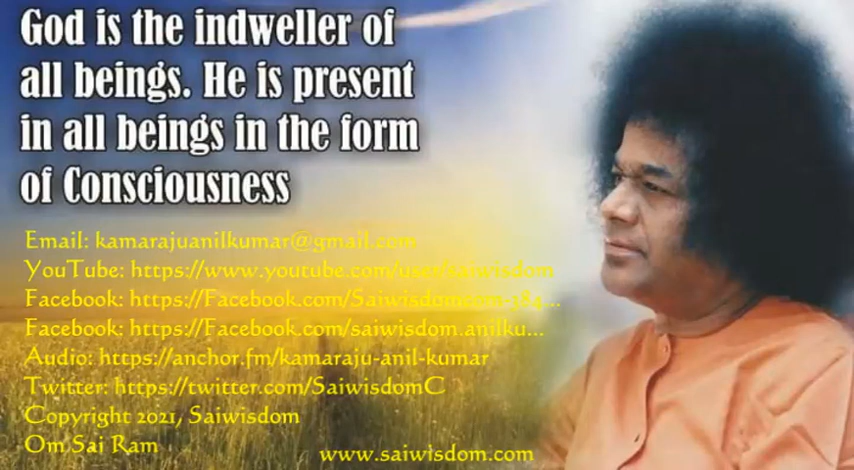 God is the indweller of
all beings. He is present
in all beings in the form
of Consciousness
Email: kamarajuanilkumar@gmail.com
YouTube: https://www.youtube.com/user/saiwisdom
Facebook: https://Facebook.com/Saiwisdomcom-384...
Facebook: https://Facebook.com/saiwisdom.anilku...
Audio: https://anchor.fm/kamaraju-anil-kumar
Twitter: https://twitter.com/SaiwisdomC
Copyright 2021, Saiwisdom
Om Sai Ram
www.saiwisdom.com